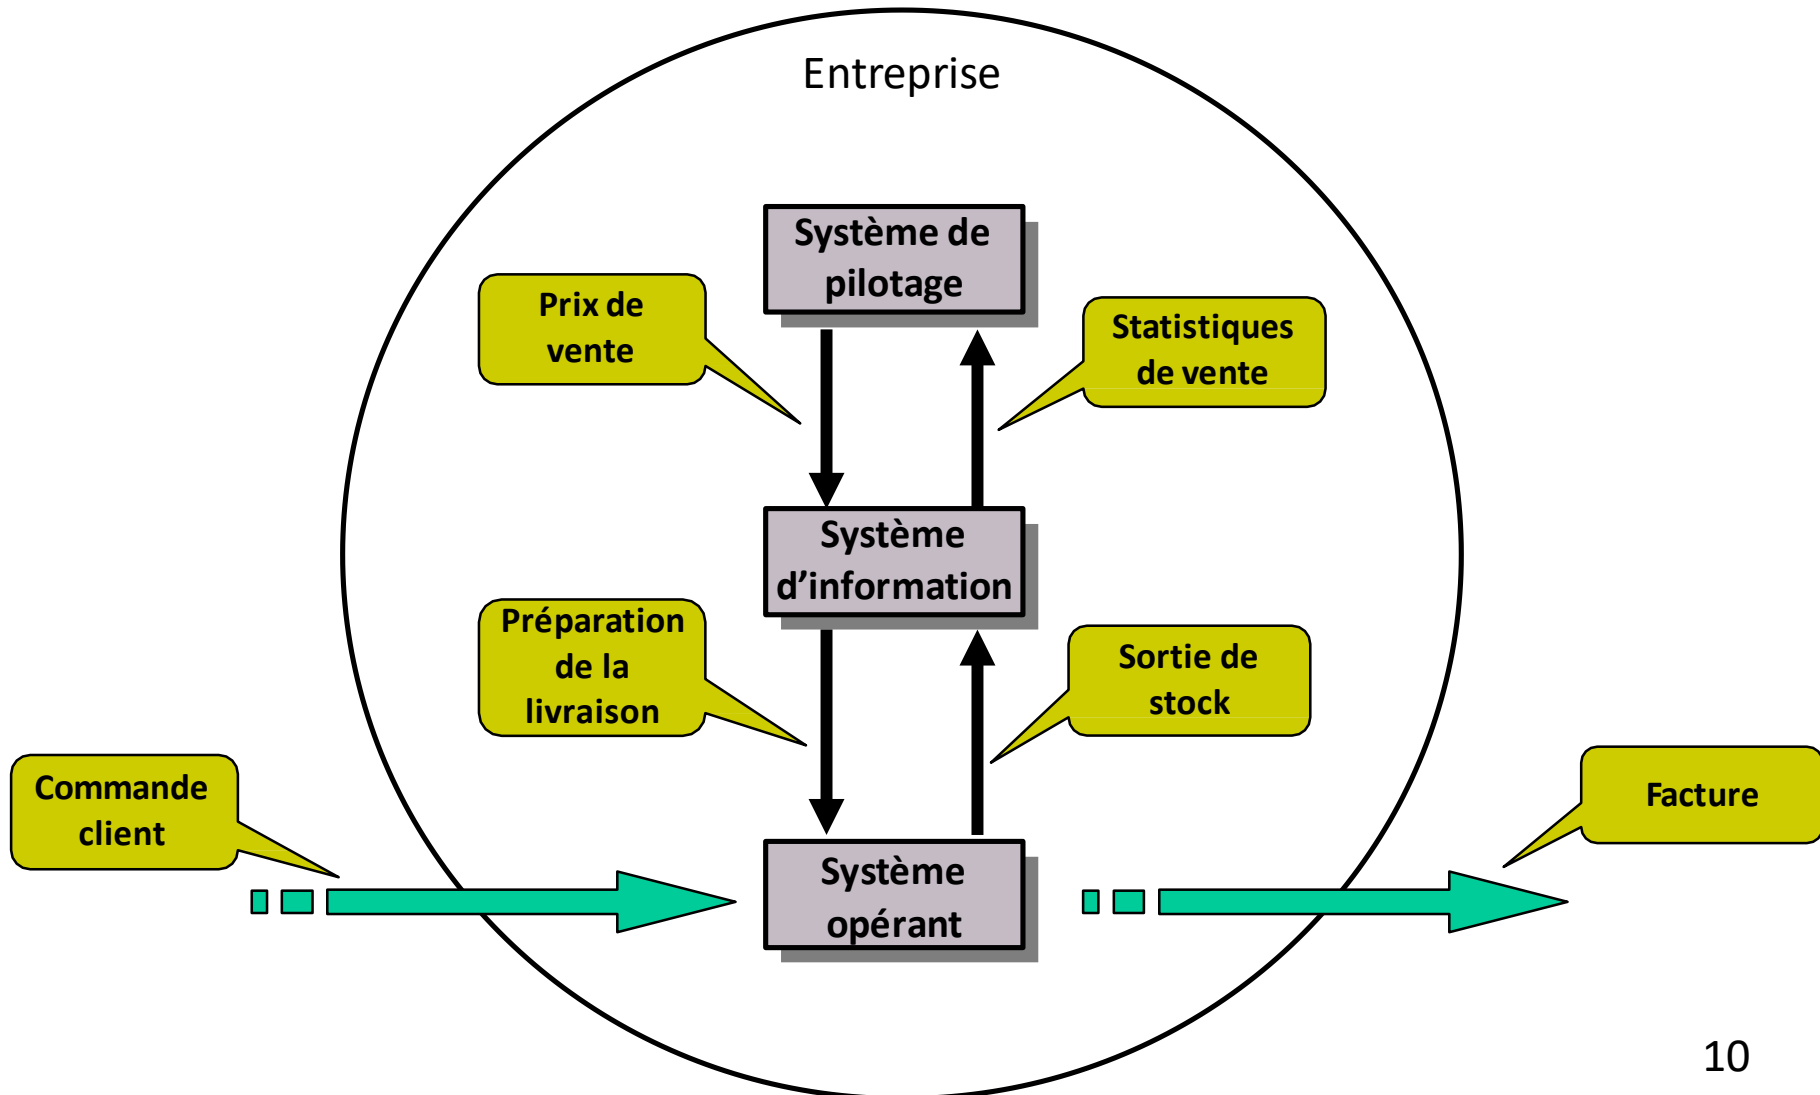 Entreprise
Système de
pilotage
Prix de
vente
Statistiques
de vente
Système
d’information
Préparation
de la
livraison
Sortie de
stock
Commande
client
Facture
Système
opérant
10